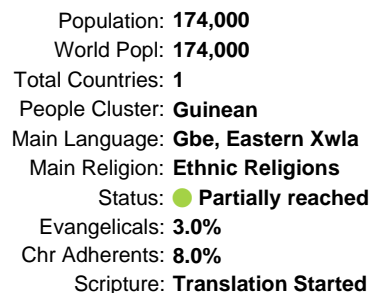 Population: 174,000
World Popl: 174,000
Total Countries: 1
People Cluster: Guinean
Main Language: Gbe, Eastern Xwla
Main Religion: Ethnic Religions
Status: Partially reached
Evangelicals: 3.0%
Chr Adherents: 8.0%
Scripture: Translation Started